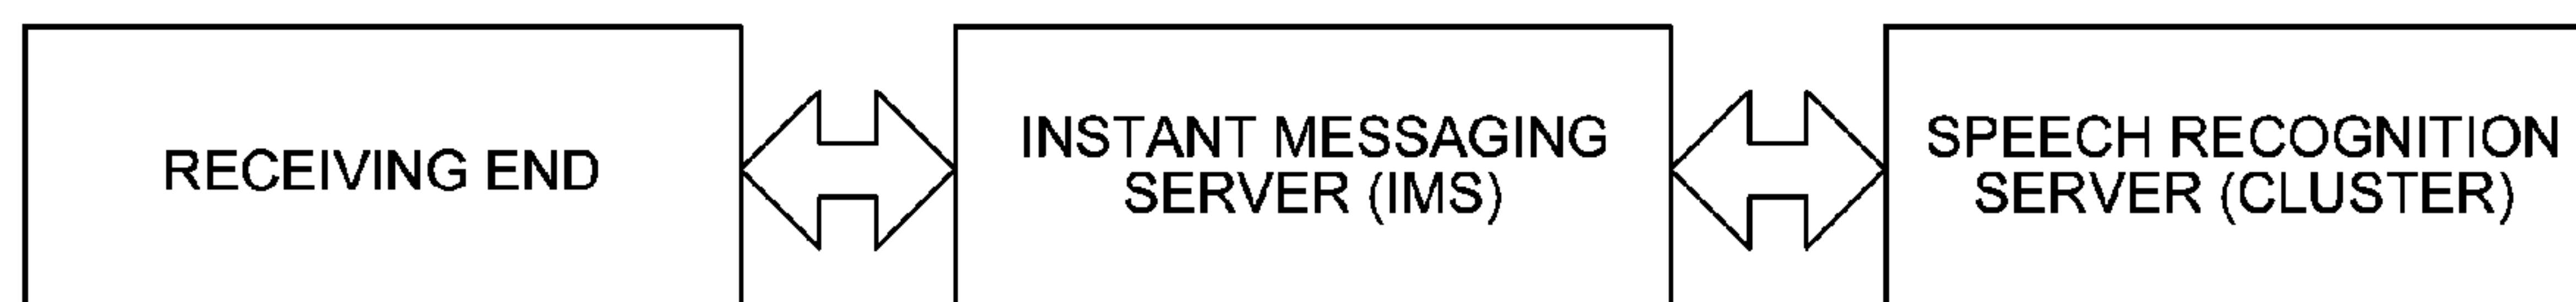 RECEIVING END
INSTANT MESSAGING
SERVER (IMS)
SPEECH RECOGNITION
SERVER (CLUSTER)